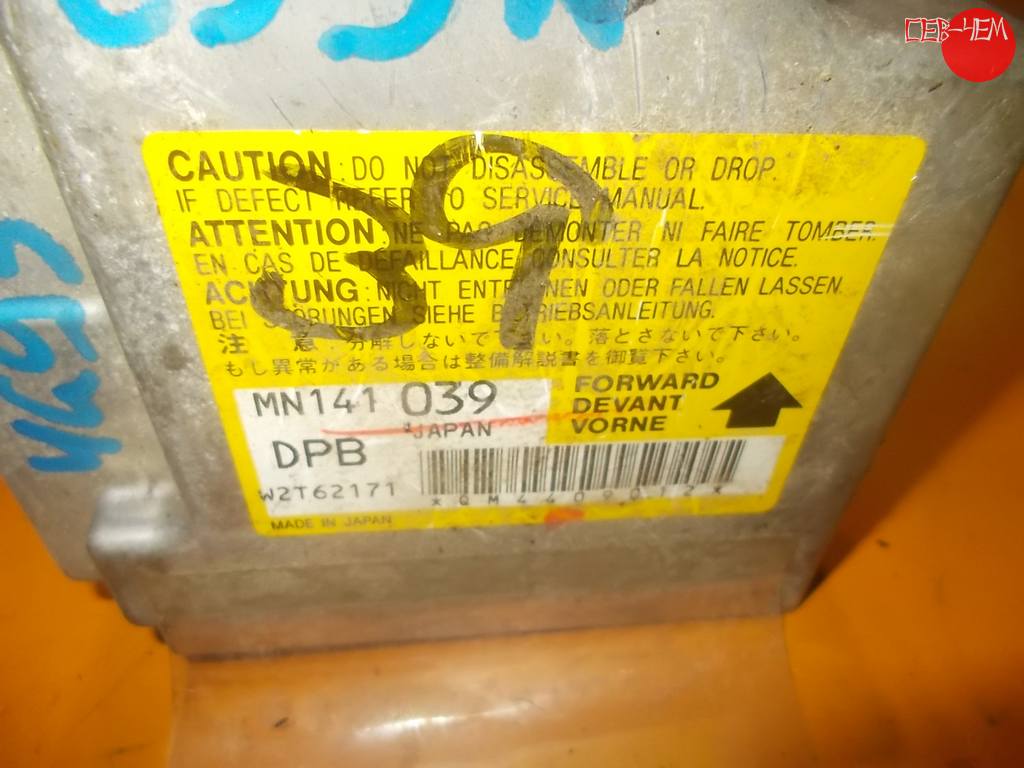 СЕВ-ЧЕМ
CAUTION: DO NOT DISASSEMBLE OR DROP.
IF DEFECT REFER TO SERVICE MANUAL.
ATTENTION: NE PAS DEMONTER NI FAIRE TOMBER.
EN CAS DE DEFAILLANCE CONSULTER LA NOTICE.
ACHTUNG: NICHT ENTFERNEN ODER FALLEN LASSEN.
BEI STÖRUNGEN SIEHE BETRIEBSANLEITUNG.
注 意:分解しないで下さい。落とさないで下さい。
もし異常がある場合は整備解説書を御覧下さい。
39
MN141 039
JAPAN
FORWARD
DEVANT
VORNE
DPB
W2T62171
*QM4409012*
MADE IN JAPAN